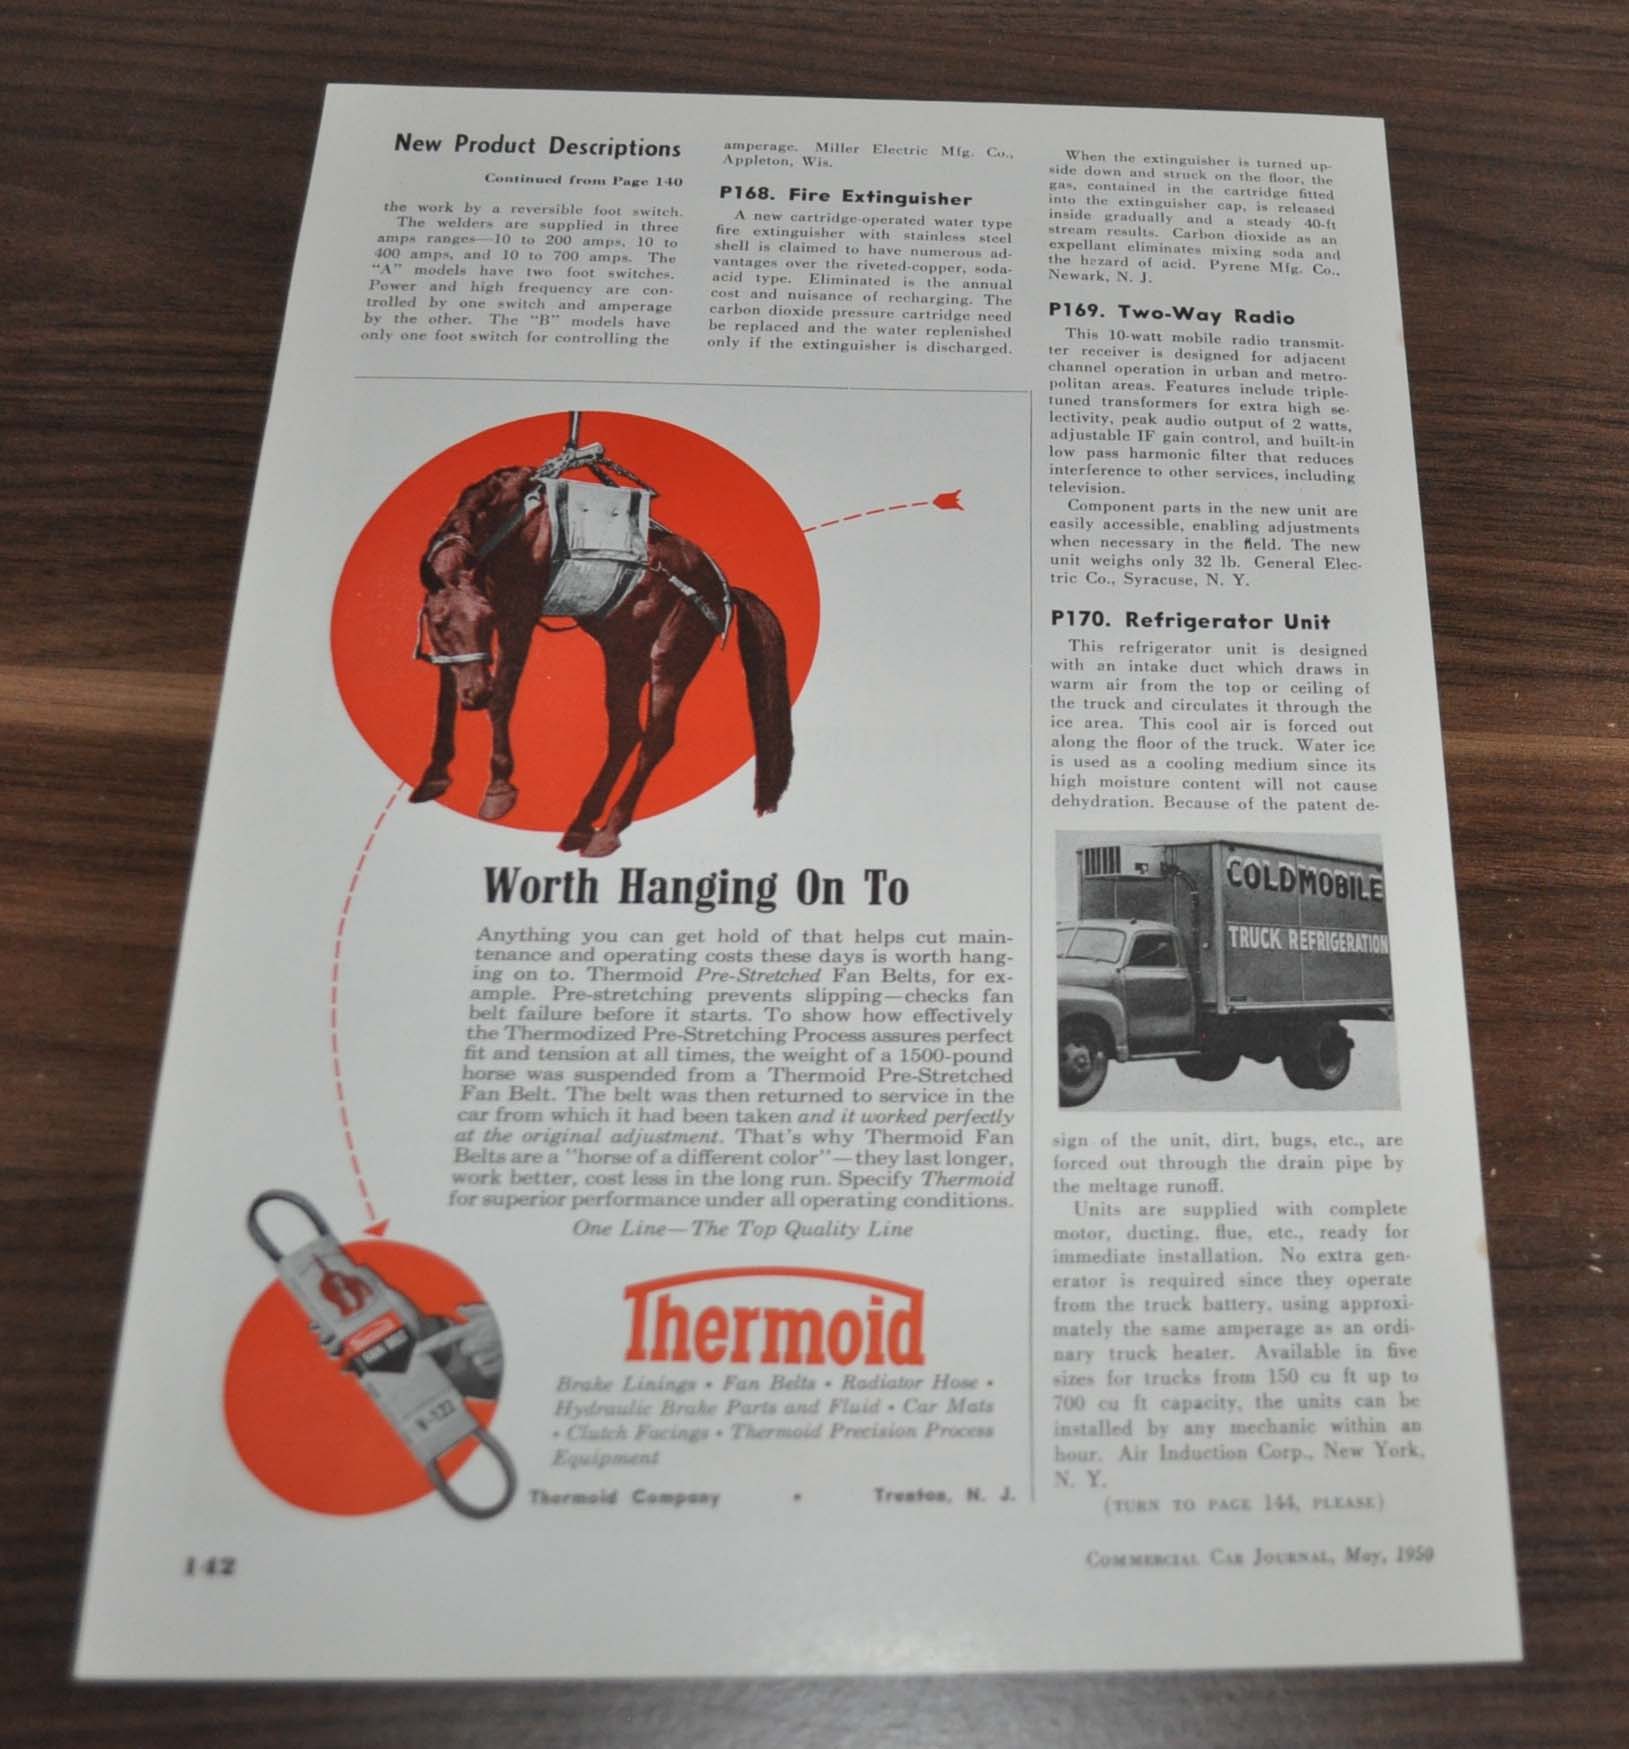 New Product Descriptions
Continued from Page 140
the work by a reversible foot switch.
The welders are supplied in three
amps ranges—10 to 200 amps, 10 to
400 amps, and 10 to 700 amps. The
"A" models have two foot switches.
Power and high frequency are con-
trolled by one switch and amperage
by the other. The "B" models have
only one foot switch for controlling the
amperage. Miller Electric Mfg. Co.,
Appleton, Wis.
P168. Fire Extinguisher
A new cartridge-operated water type
fire extinguisher with stainless steel
shell is claimed to have numerous ad-
vantages over the riveted-copper, soda-
acid type. Eliminated is the annual
cost and nuisance of recharging. The
carbon dioxide pressure cartridge need
be replaced and the water replenished
only if the extinguisher is discharged.
When the extinguisher is turned up-
side down and struck on the floor, the
gas, contained in the cartridge fitted
into the extinguisher cap, is released
inside gradually and a steady 40-ft
stream results. Carbon dioxide as an
expellant eliminates mixing soda and
the hazard of acid. Pyrene Mfg. Co.,
Newark, N. J.
P169. Two-Way Radio
This 10-watt mobile radio transmit-
ter receiver is designed for adjacent
channel operation in urban and metro-
politan areas. Features include triple-
tuned transformers for extra high se-
lectivity, peak audio output of 2 watts,
adjustable IF gain control, and built-in
low pass harmonic filter that reduces
interference to other services, including
television.
Component parts in the new unit are
easily accessible, enabling adjustments
when necessary in the field. The new
unit weighs only 32 lb. General Elec-
tric Co., Syracuse, N. Y.
P170. Refrigerator Unit
This refrigerator unit is designed
with an intake duct which draws in
warm air from the top or ceiling of
the truck and circulates it through the
ice area. This cool air is forced out
along the floor of the truck. Water ice
is used as a cooling medium since its
high moisture content will not cause
dehydration. Because of the patent de-
COLDMOBILE
TRUCK REFRIGERATION
sign of the unit, dirt, bugs, etc., are
forced out through the drain pipe by
the meltage runoff.
Units are supplied with complete
motor, ducting, flue, etc., ready for
immediate installation. No extra gen-
erator is required since they operate
from the truck battery, using approxi-
mately the same amperage as an ordi-
nary truck heater. Available in five
sizes for trucks from 150 cu ft up to
700 cu ft capacity, the units can be
installed by any mechanic within an
hour. Air Induction Corp., New York,
N. Y.
(TURN TO PAGE 144, PLEASE)
Worth Hanging On To
Anything you can get hold of that helps cut main-
tenance and operating costs these days is worth hang-
ing on to. Thermoid Pre-Stretched Fan Belts, for ex-
ample. Pre-stretching prevents slipping—checks fan
belt failure before it starts. To show how effectively
the Thermodized Pre-Stretching Process assures perfect
fit and tension at all times, the weight of a 1500-pound
horse was suspended from a Thermoid Pre-Stretched
Fan Belt. The belt was then returned to service in the
car from which it had been taken and it worked perfectly
at the original adjustment. That's why Thermoid Fan
Belts are a "horse of a different color"—they last longer,
work better, cost less in the long run. Specify Thermoid
for superior performance under all operating conditions.
One Line—The Top Quality Line
Thermoid
Brake Linings • Fan Belts • Radiator Hose •
Hydraulic Brake Parts and Fluid • Car Mats
• Clutch Facings • Thermoid Precision Process
Equipment
Thermoid Company • Trenton, N. J.
V-122
142
COMMERCIAL CAR JOURNAL, May, 1950